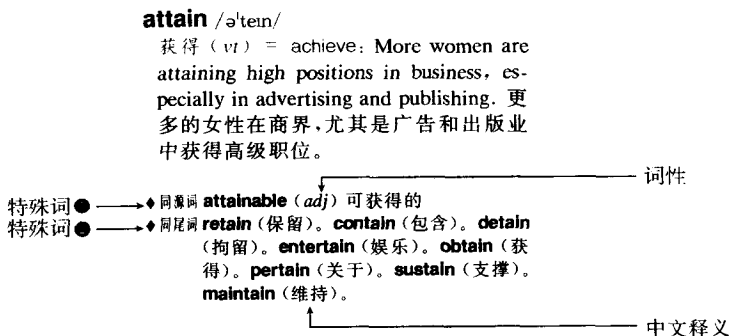 attain /ə'teɪn/
获得（vt）= achieve: More women are
attaining high positions in business, es-
pecially in advertising and publishing. 更
多的女性在商界,尤其是广告和出版业
中获得高级职位。
词性
特殊词● ♦同源词 attainable（adj）可获得的
特殊词● ♦同尾词 retain（保留）。contain（包含）。detain
（拘留）。entertain（娱乐）。obtain（获
得）。pertain（关于）。sustain（支撑）。
maintain（维持）。
中文释义